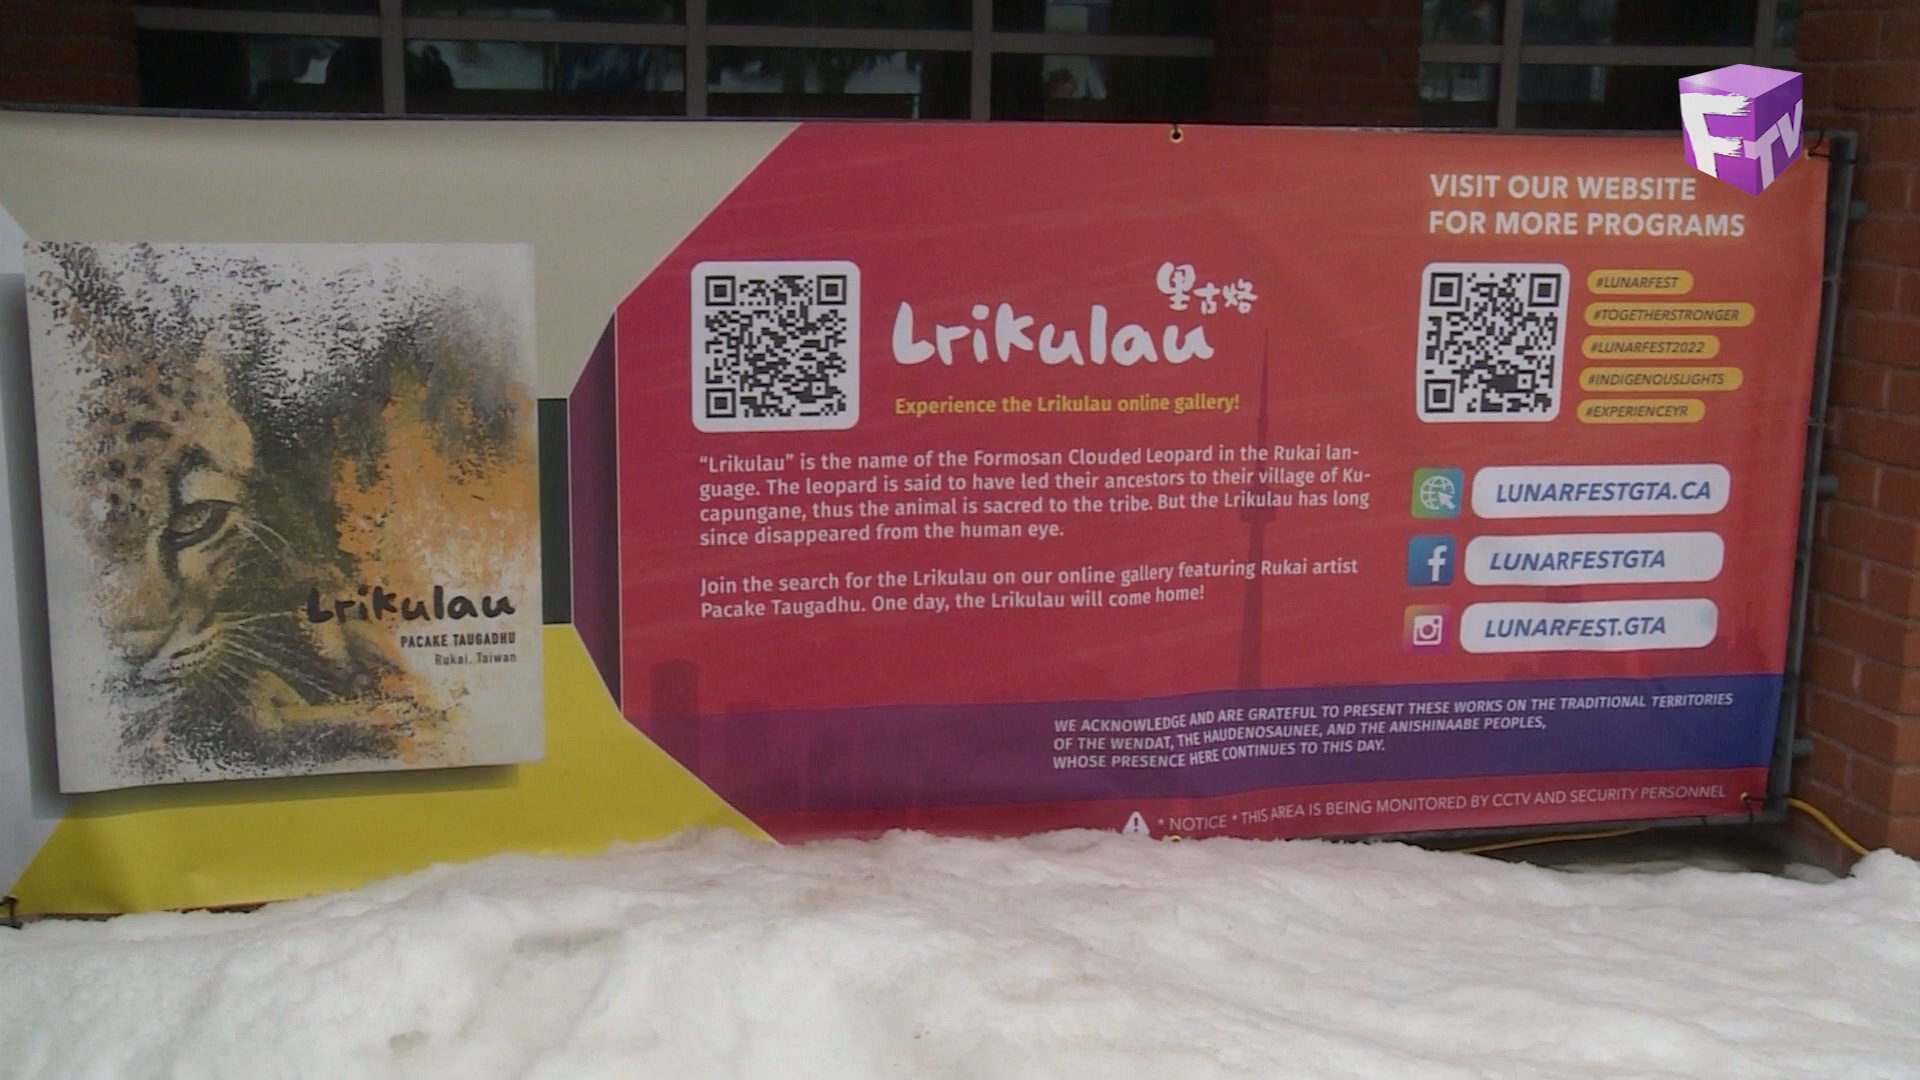 FTV
Lrikulau
PACAKE TAUGADHU
Rukai, Taiwan
里古烙
Lrikulau
Experience the Lrikulau online gallery!
“Lrikulau” is the name of the Formosan Clouded Leopard in the Rukai lan-
guage. The leopard is said to have led their ancestors to their village of Ku-
capungane, thus the animal is sacred to the tribe. But the Lrikulau has long
since disappeared from the human eye.
Join the search for the Lrikulau on our online gallery featuring Rukai artist
Pacake Taugadhu. One day, the Lrikulau will come home!
VISIT OUR WEBSITE
FOR MORE PROGRAMS
#LUNARFEST
#TOGETHERSTRONGER
#LUNARFEST2022
#INDIGENOUSLIGHTS
#EXPERIENCEYR
LUNARFESTGTA.CA
LUNARFESTGTA
LUNARFEST.GTA
WE ACKNOWLEDGE AND ARE GRATEFUL TO PRESENT THESE WORKS ON THE TRADITIONAL TERRITORIES
OF THE WENDAT, THE HAUDENOSAUNEE, AND THE ANISHINAABE PEOPLES,
WHOSE PRESENCE HERE CONTINUES TO THIS DAY.
* NOTICE * THIS AREA IS BEING MONITORED BY CCTV AND SECURITY PERSONNEL